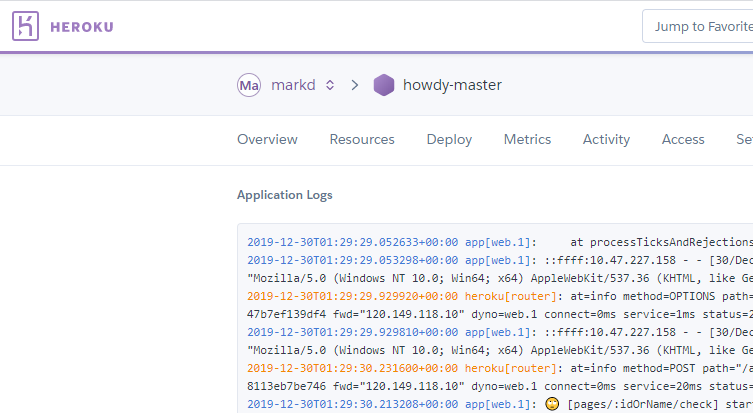 HEROKU
Jump to Favorite
Ma markd > howdy-master
Overview Resources Deploy Metrics Activity Access Se
Application Logs
2019-12-30T01:29:29.052633+00:00 app[web.1]:     at processTicksAndRejections
2019-12-30T01:29:29.053298+00:00 app[web.1]: ::ffff:10.47.227.158 - - [30/Dec
"Mozilla/5.0 (Windows NT 10.0; Win64; x64) AppleWebKit/537.36 (KHTML, like Ge
2019-12-30T01:29:29.929920+00:00 heroku[router]: at=info method=OPTIONS path=
47b7ef139df4 fwd="120.149.118.10" dyno=web.1 connect=0ms service=1ms status=2
2019-12-30T01:29:29.929810+00:00 app[web.1]: ::ffff:10.47.227.158 - - [30/Dec
"Mozilla/5.0 (Windows NT 10.0; Win64; x64) AppleWebKit/537.36 (KHTML, like Ge
2019-12-30T01:29:30.231600+00:00 heroku[router]: at=info method=POST path="/a
8113eb7be746 fwd="120.149.118.10" dyno=web.1 connect=0ms service=20ms status=
2019-12-30T01:29:30.213208+00:00 app[web.1]: 🙄 [pages/:idOrName/check] star